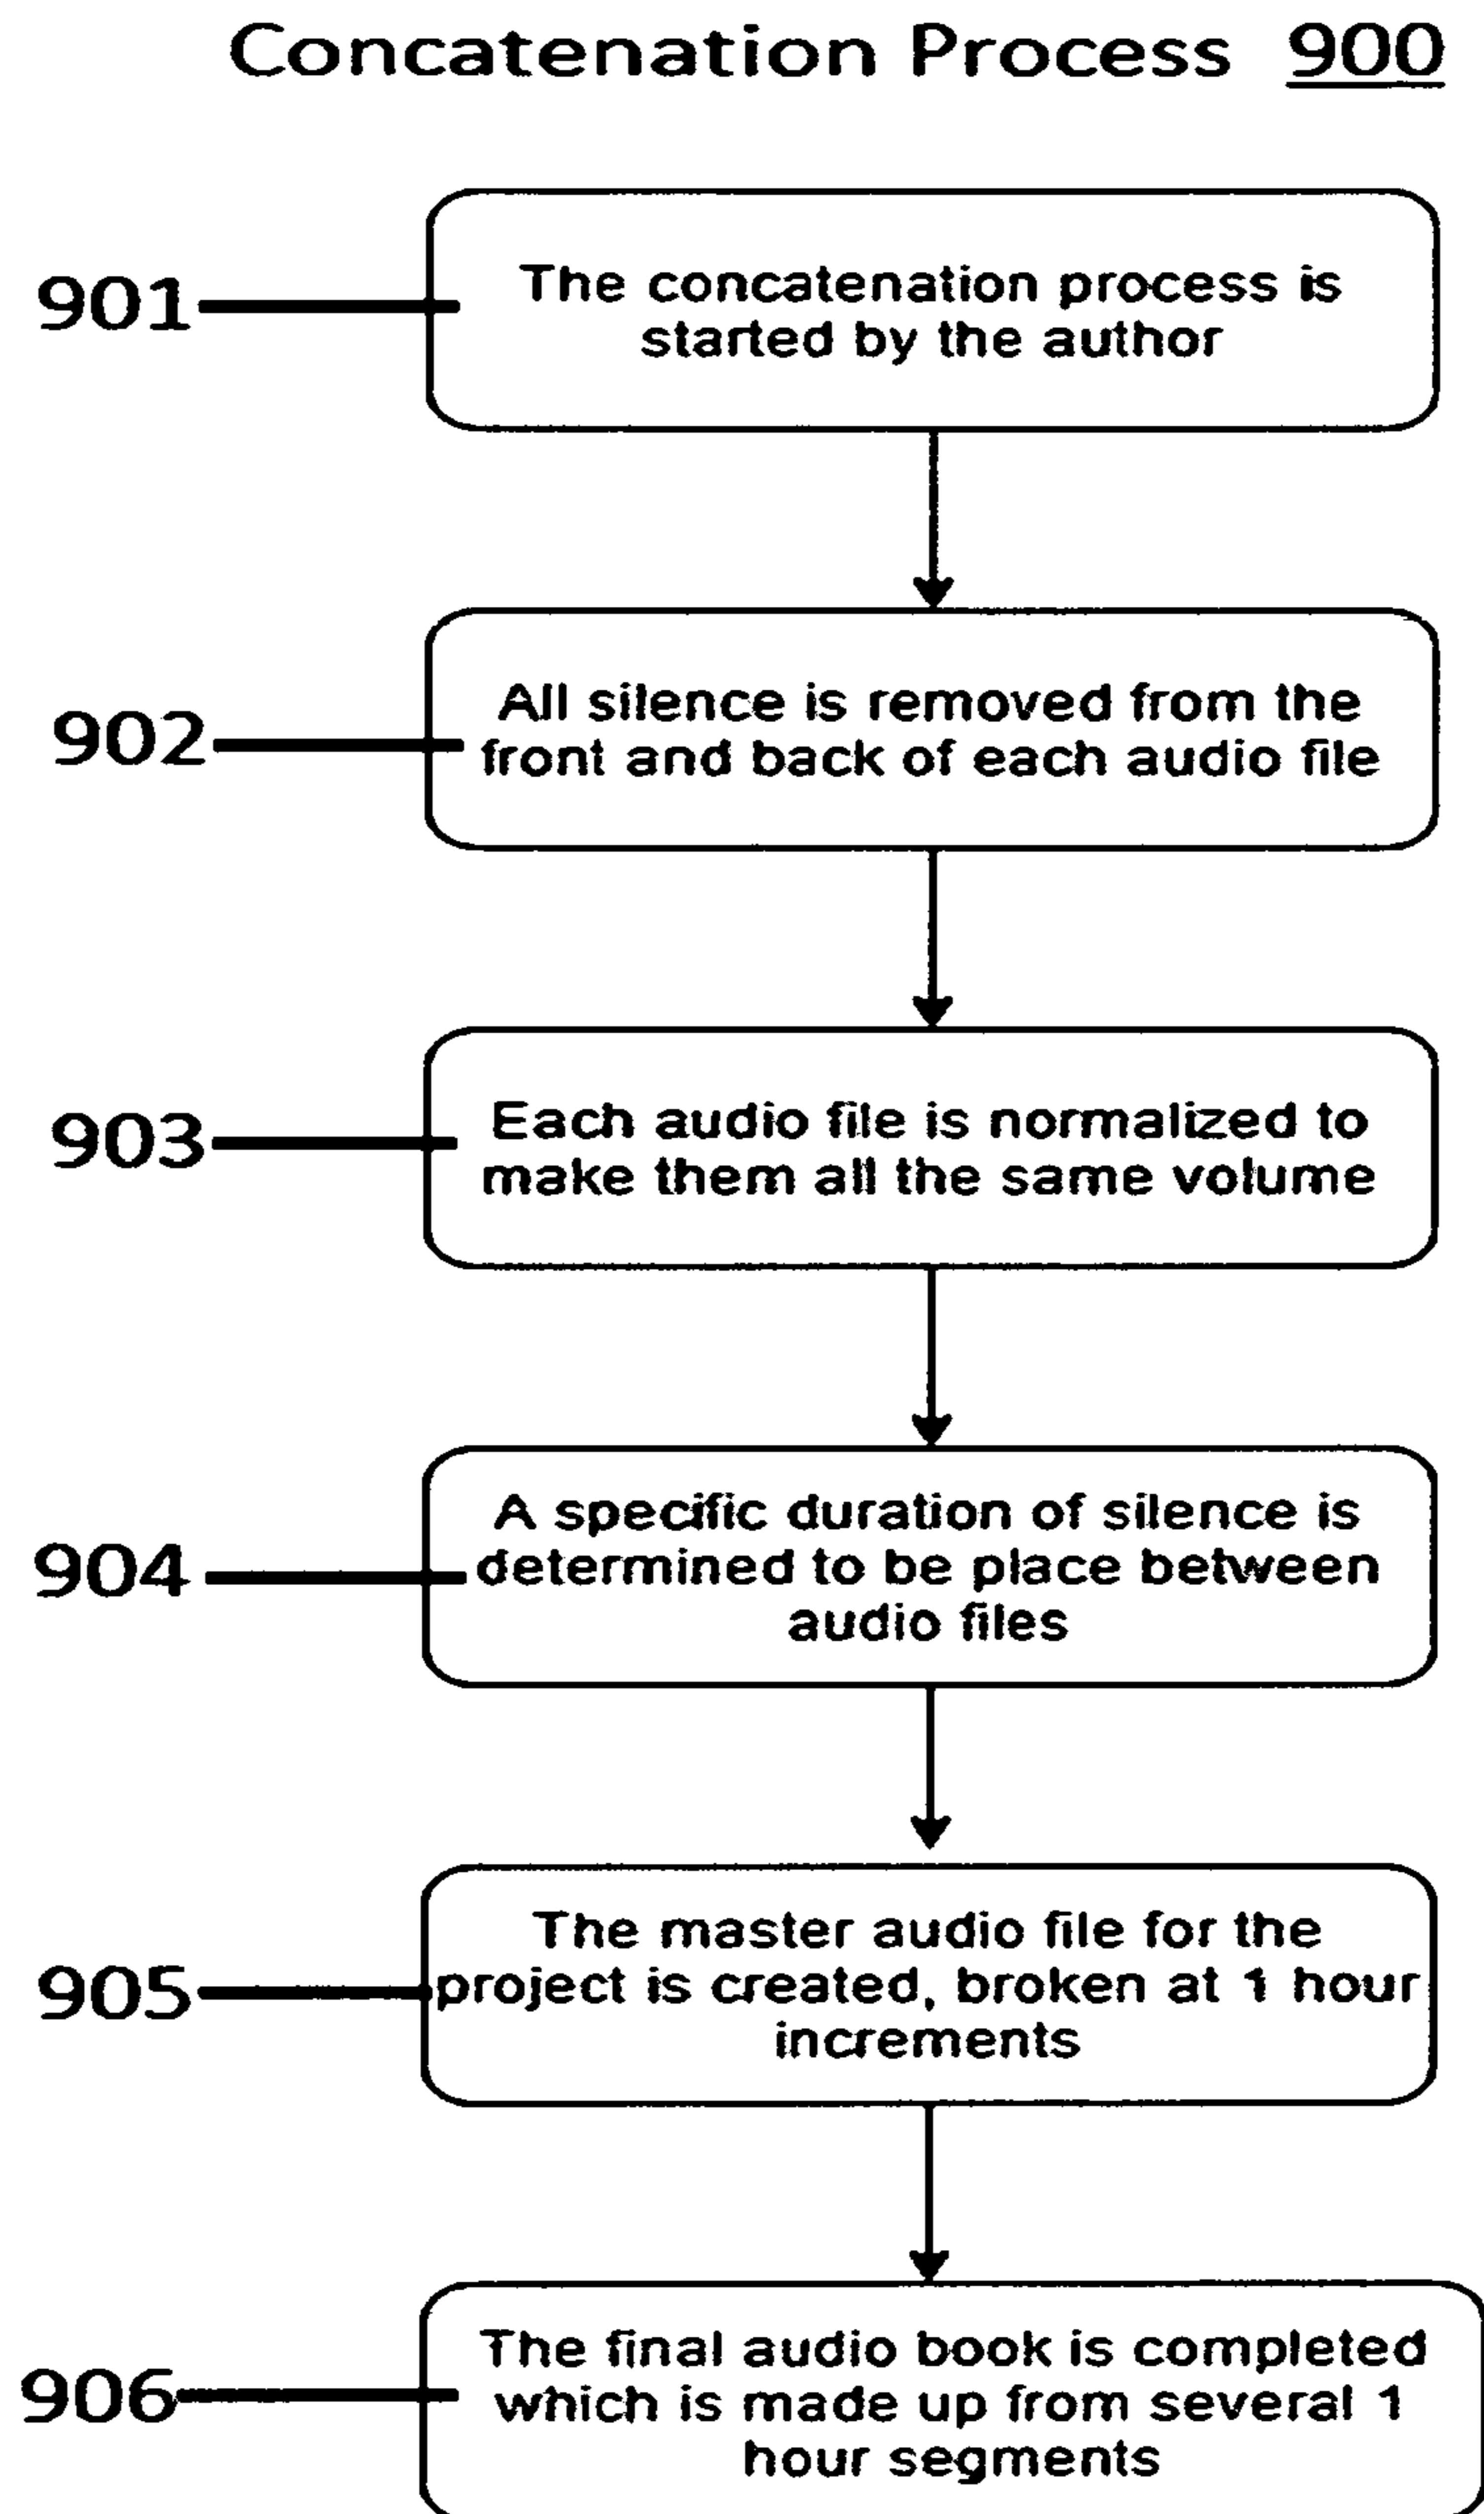 Concatenation Process 900
901
The concatenation process is
started by the author
902
All silence is removed from the
front and back of each audio file
903
Each audio file is normalized to
make them all the same volume
904
A specific duration of silence is
determined to be place between
audio files
905
The master audio file for the
project is created, broken at 1 hour
increments
906
The final audio book is completed
which is made up from several 1
hour segments